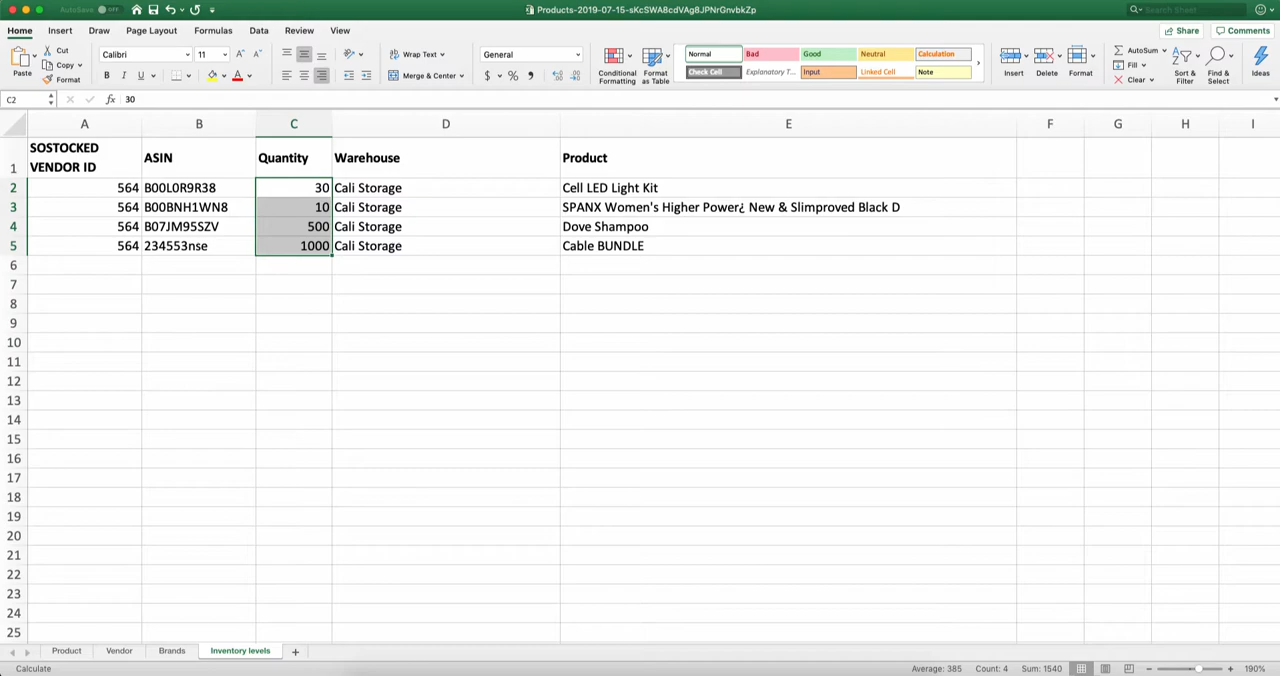 AutoSave OFF
Products-2019-07-15-sKcSWA8cdVAg8JPNrGnvbkZp
Search Sheet
Home Insert Draw Page Layout Formulas Data Review View
Share Comments
Paste
Cut
Copy
Format
Calibri 11
B I U
Wrap Text
Merge & Center
General
$ % ,
Conditional Formatting
Format as Table
Normal Bad Good Neutral Calculation
Check Cell Explanatory T... Input Linked Cell Note
Insert Delete Format
AutoSum
Fill
Clear
Sort & Filter
Find & Select
Ideas
C2 fx 30
A B C D E F G H I
1 SOSTOCKED VENDOR ID ASIN Quantity Warehouse Product
2 564 B00L0R9R38 30 Cali Storage Cell LED Light Kit
3 564 B00BNH1WN8 10 Cali Storage SPANX Women's Higher Power¿ New & Slimproved Black D
4 564 B07JM95SZV 500 Cali Storage Dove Shampoo
5 564 234553nse 1000 Cali Storage Cable BUNDLE
6
7
8
9
10
11
12
13
14
15
16
17
18
19
20
21
22
23
24
25
Product Vendor Brands Inventory levels +
Calculate Average: 385 Count: 4 Sum: 1540 190%